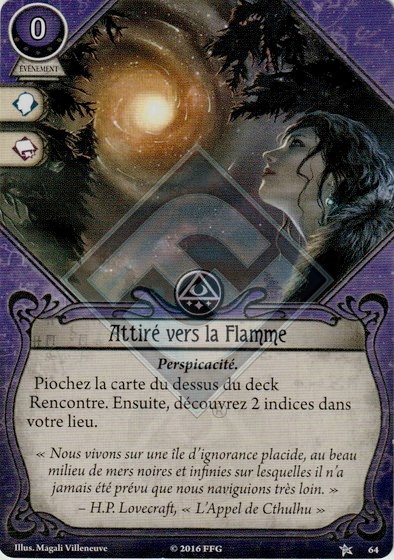 0
ÉVÉNEMENT
Attiré vers la Flamme
Perspicacité.
Piochez la carte du dessus du deck
Rencontre. Ensuite, découvrez 2 indices dans
votre lieu.
« Nous vivons sur une île d'ignorance placide, au beau
milieu de mers noires et infinies sur lesquelles il n'a
jamais été prévu que nous naviguions très loin. »
– H.P. Lovecraft, « L'Appel de Cthulhu »
Illus. Magali Villeneuve © 2016 FFG 64